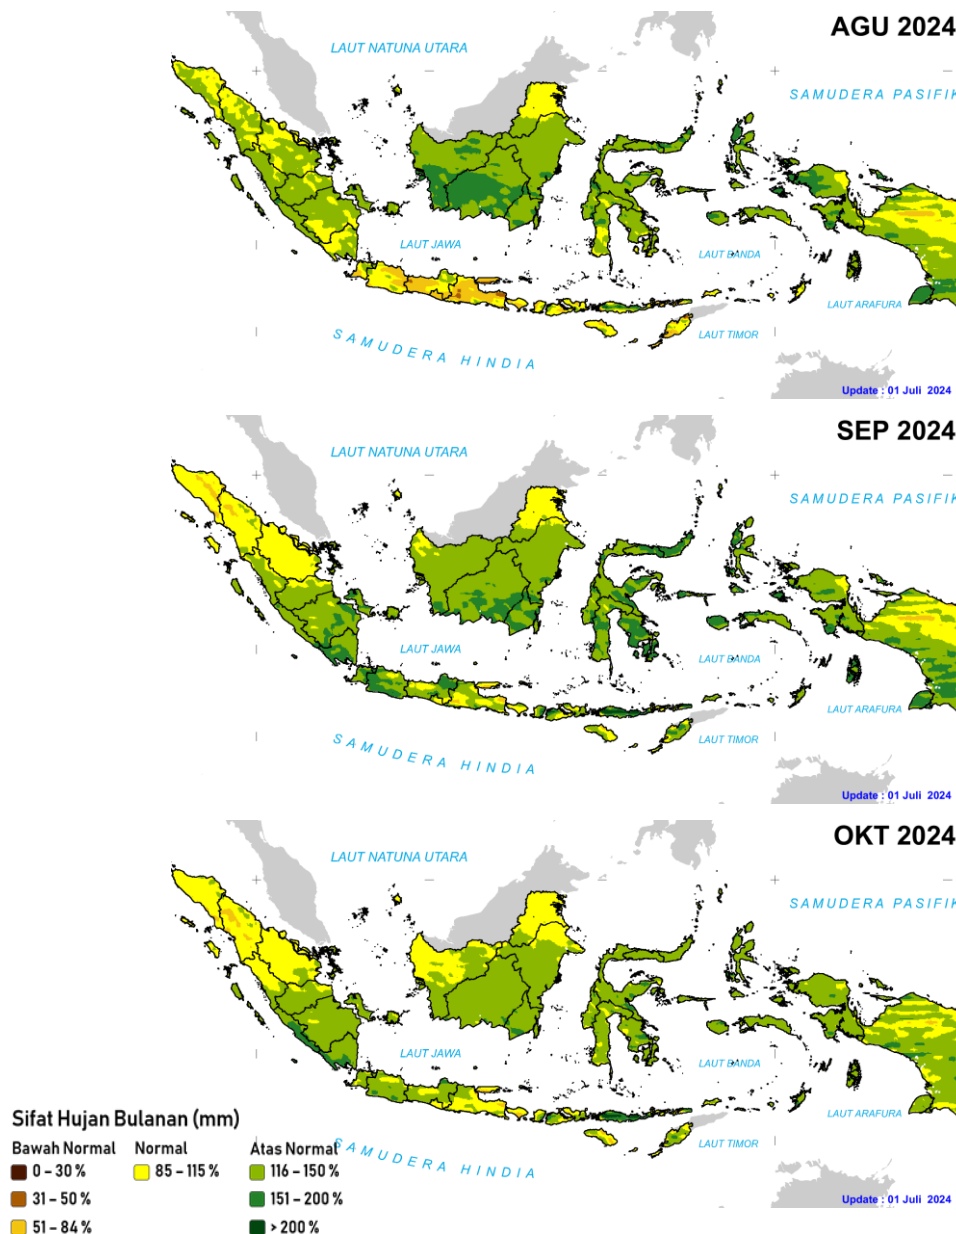 AGU 2024
LAUT NATUNA UTARA
SAMUDERA PASIFIK
LAUT JAWA
LAUT BANDA
LAUT ARAFURA
LAUT TIMOR
SAMUDERA HINDIA
Update : 01 Juli 2024
SEP 2024
LAUT NATUNA UTARA
SAMUDERA PASIFIK
LAUT JAWA
LAUT BANDA
LAUT ARAFURA
LAUT TIMOR
SAMUDERA HINDIA
Update : 01 Juli 2024
OKT 2024
LAUT NATUNA UTARA
SAMUDERA PASIFIK
LAUT JAWA
LAUT BANDA
LAUT ARAFURA
LAUT TIMOR
SAMUDERA HINDIA
Update : 01 Juli 2024
Sifat Hujan Bulanan (mm)
Bawah Normal Normal Atas Normal
0 – 30 % 85 – 115 % 116 – 150 %
31 – 50 % 151 – 200 %
51 – 84 % > 200 %